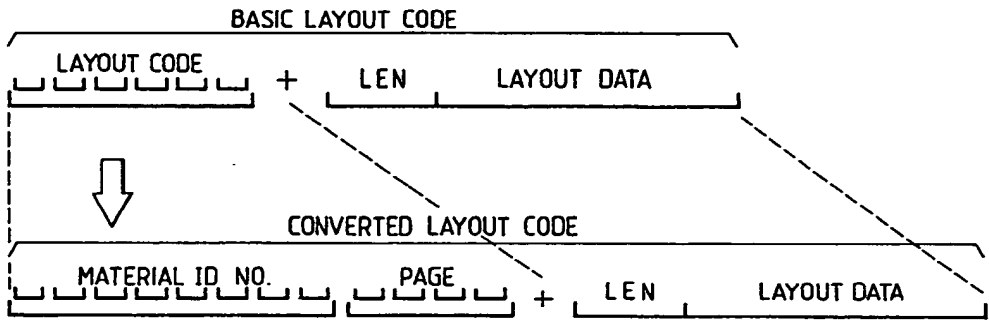 BASIC LAYOUT CODE
LAYOUT CODE + LEN LAYOUT DATA
CONVERTED LAYOUT CODE
MATERIAL ID NO. PAGE + LEN LAYOUT DATA